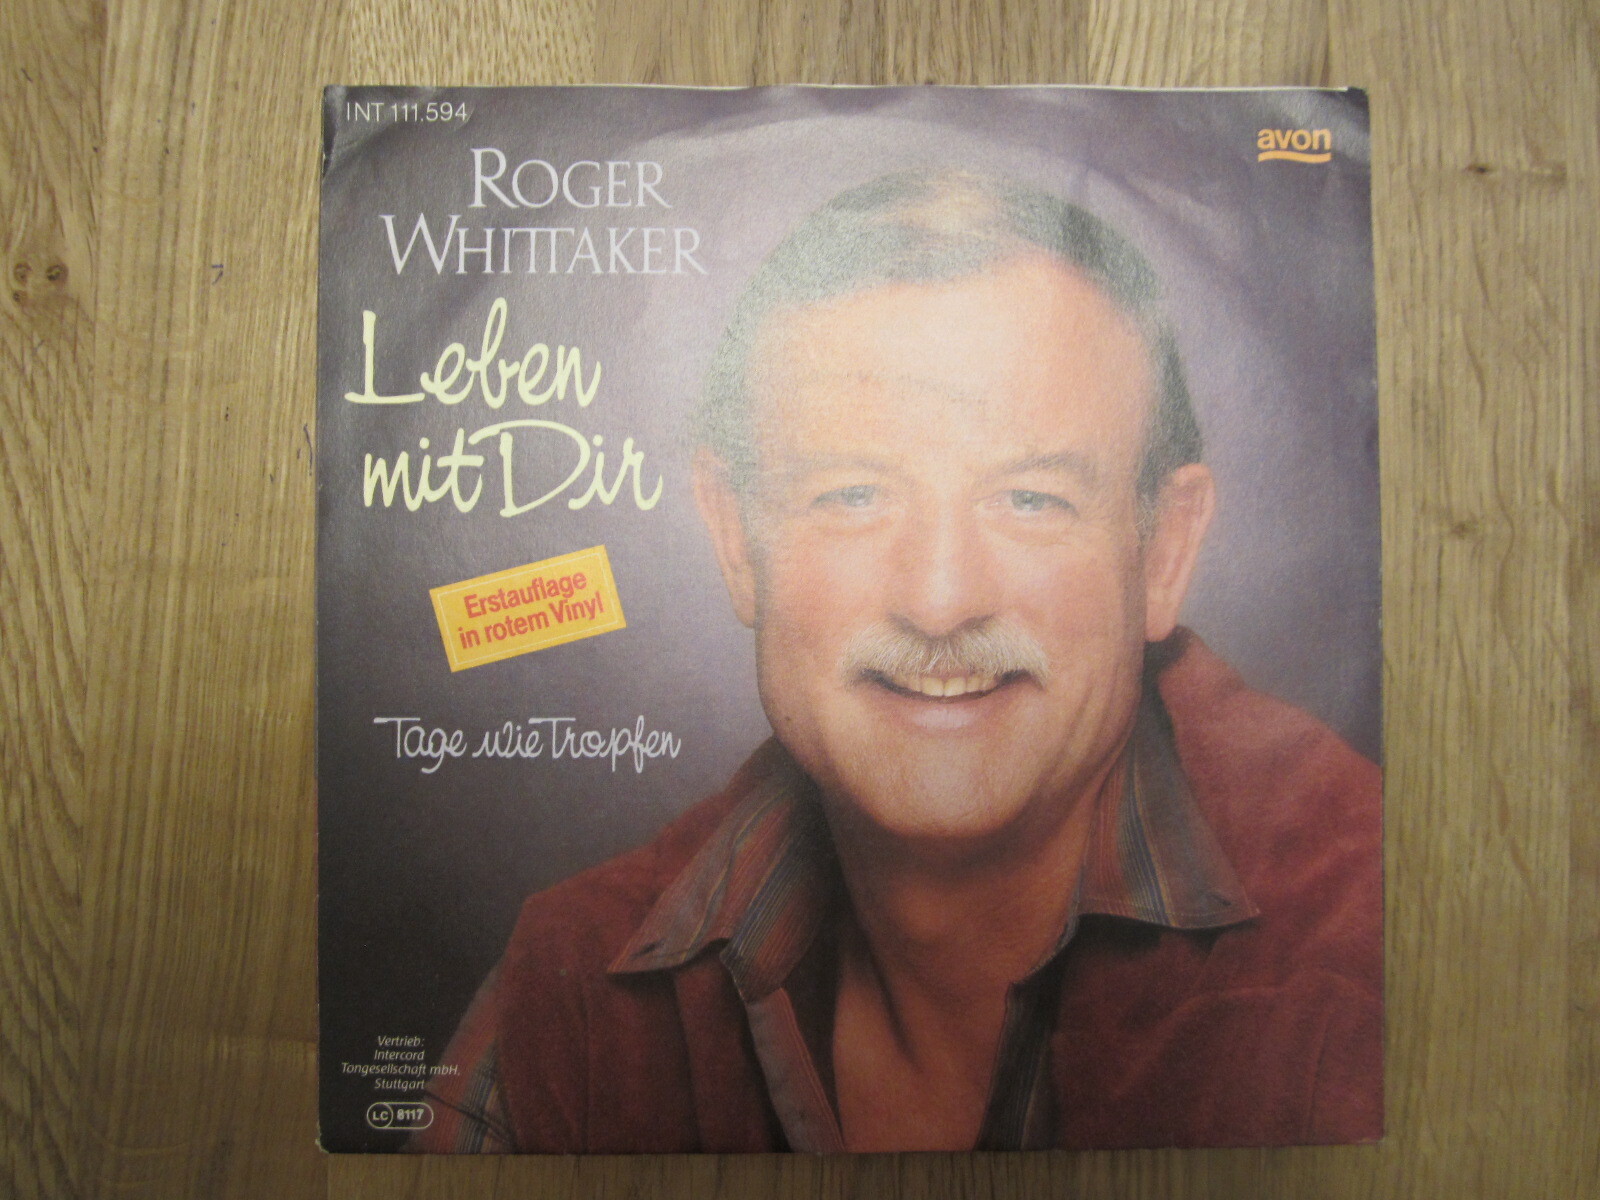 INT 111.594
avon
ROGER
WHITTAKER
Leben
mit Dir
Erstauflage
in rotem Vinyl
Tage wie Tropfen
Vertrieb:
Intercord
Tongesellschaft mbH.
Stuttgart
LC 8117